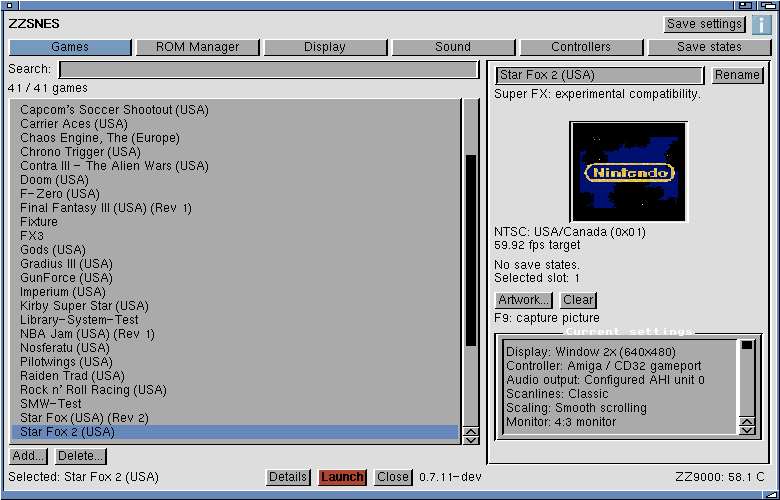 ZZSNES
Save settings
i
Games
ROM Manager
Display
Sound
Controllers
Save states
Search:
41 / 41 games
Capcom's Soccer Shootout (USA)
Carrier Aces (USA)
Chaos Engine, The (Europe)
Chrono Trigger (USA)
Contra III - The Alien Wars (USA)
Doom (USA)
F-Zero (USA)
Final Fantasy III (USA) (Rev 1)
Fixture
FX3
Gods (USA)
Gradius III (USA)
GunForce (USA)
Imperium (USA)
Kirby Super Star (USA)
Library-System-Test
NBA Jam (USA) (Rev 1)
Nosferatu (USA)
Pilotwings (USA)
Raiden Trad (USA)
Rock n' Roll Racing (USA)
SMW-Test
Star Fox (USA) (Rev 2)
Star Fox 2 (USA)
Add...
Delete...
Star Fox 2 (USA)
Rename
Super FX: experimental compatibility.
Nintendo
NTSC: USA/Canada (0x01)
59.92 fps target
No save states.
Selected slot: 1
Artwork...
Clear
F9: capture picture
Current settings
Display: Window 2x (640x480)
Controller: Amiga / CD32 gameport
Audio output: Configured AHI unit 0
Scanlines: Classic
Scaling: Smooth scrolling
Monitor: 4:3 monitor
Selected: Star Fox 2 (USA)
Details
Launch
Close
0.7.11-dev
ZZ9000: 58.1 C